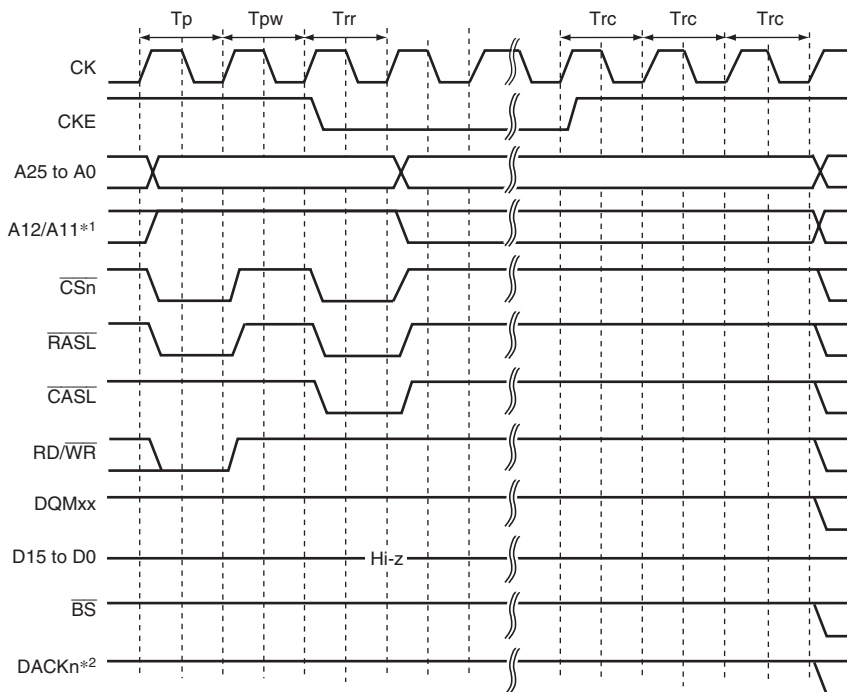 Tp Tpw Trr Trc Trc Trc
CK
CKE
A25 to A0
A12/A11*1
CSn
RASL
CASL
RD/WR
DQMxx
D15 to D0 Hi-z
BS
DACKn*2